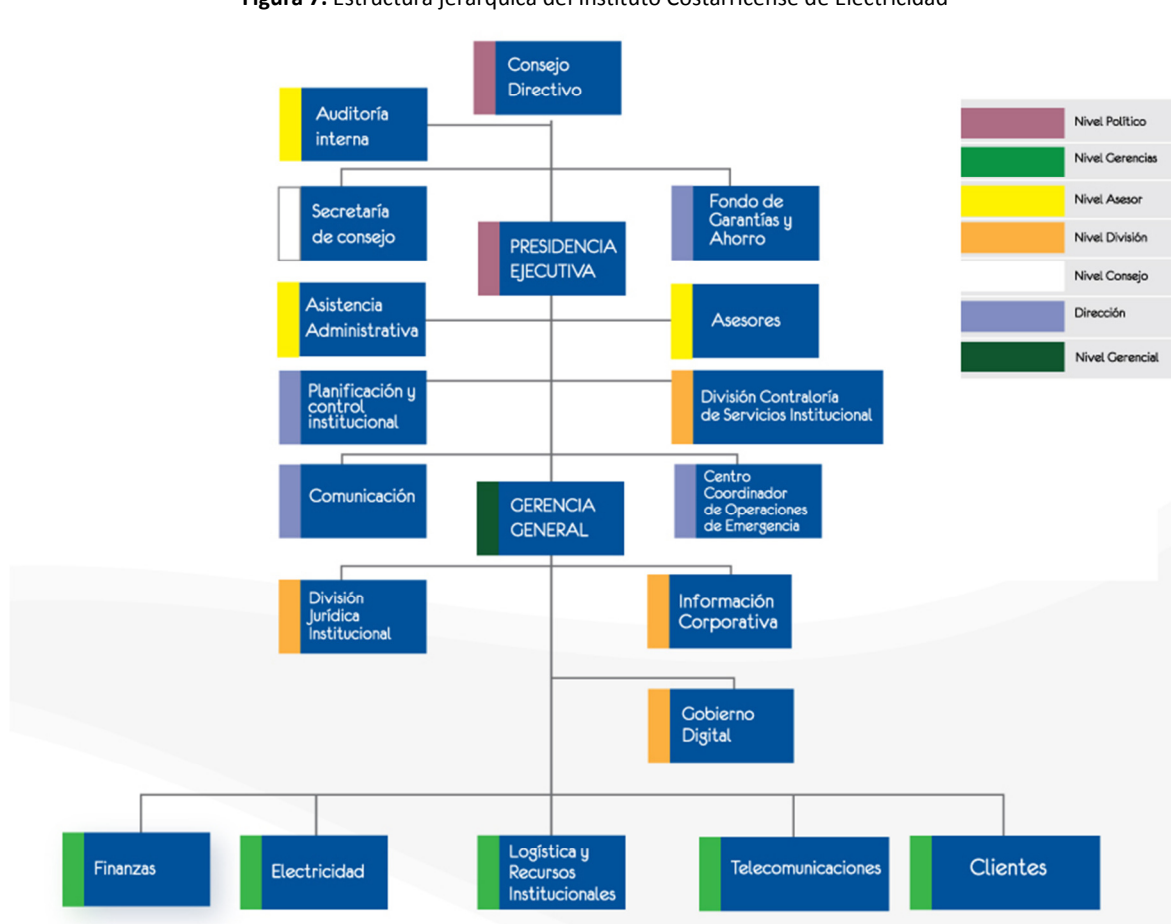 Figura 7. Estructura jerárquica del Instituto Costarricense de Electricidad
Consejo
Directivo
Auditoría
interna
Secretaría
de consejo
Fondo de
Garantías y
Ahorro
PRESIDENCIA
EJECUTIVA
Asistencia
Administrativa
Asesores
Planificación y
control
institucional
División Contraloría
de Servicios Institucional
Comunicación
Centro
Coordinador
de Operaciones
de Emergencia
GERENCIA
GENERAL
División
Jurídica
Institucional
Información
Corporativa
Gobierno
Digital
Finanzas
Electricidad
Logística y
Recursos
Institucionales
Telecomunicaciones
Clientes
Nivel Político
Nivel Gerencias
Nivel Asesor
Nivel División
Nivel Consejo
Dirección
Nivel Gerencial